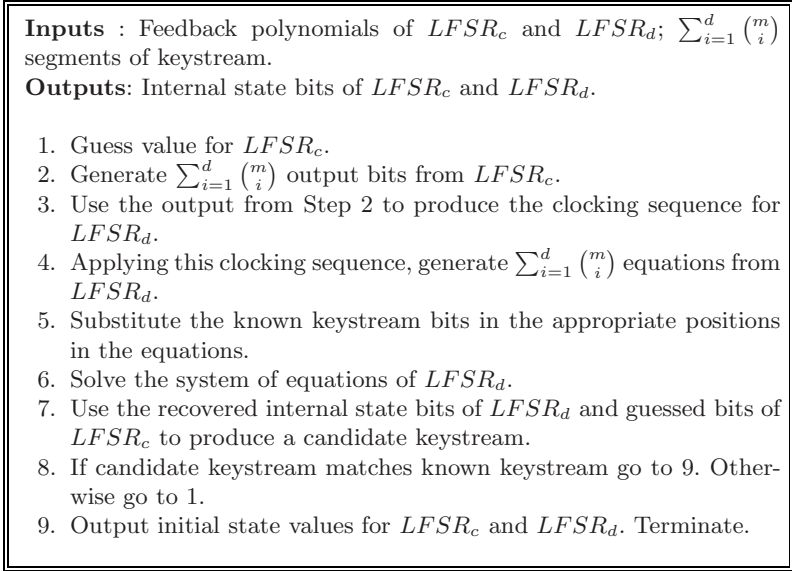 Inputs : Feedback polynomials of $LFSR_c$ and $LFSR_d$; $\sum_{i=1}^{d} \binom{m}{i}$
segments of keystream.
Outputs: Internal state bits of $LFSR_c$ and $LFSR_d$.
1. Guess value for $LFSR_c$.
2. Generate $\sum_{i=1}^{d} \binom{m}{i}$ output bits from $LFSR_c$.
3. Use the output from Step 2 to produce the clocking sequence for
$LFSR_d$.
4. Applying this clocking sequence, generate $\sum_{i=1}^{d} \binom{m}{i}$ equations from
$LFSR_d$.
5. Substitute the known keystream bits in the appropriate positions
in the equations.
6. Solve the system of equations of $LFSR_d$.
7. Use the recovered internal state bits of $LFSR_d$ and guessed bits of
$LFSR_c$ to produce a candidate keystream.
8. If candidate keystream matches known keystream go to 9. Other-
wise go to 1.
9. Output initial state values for $LFSR_c$ and $LFSR_d$. Terminate.